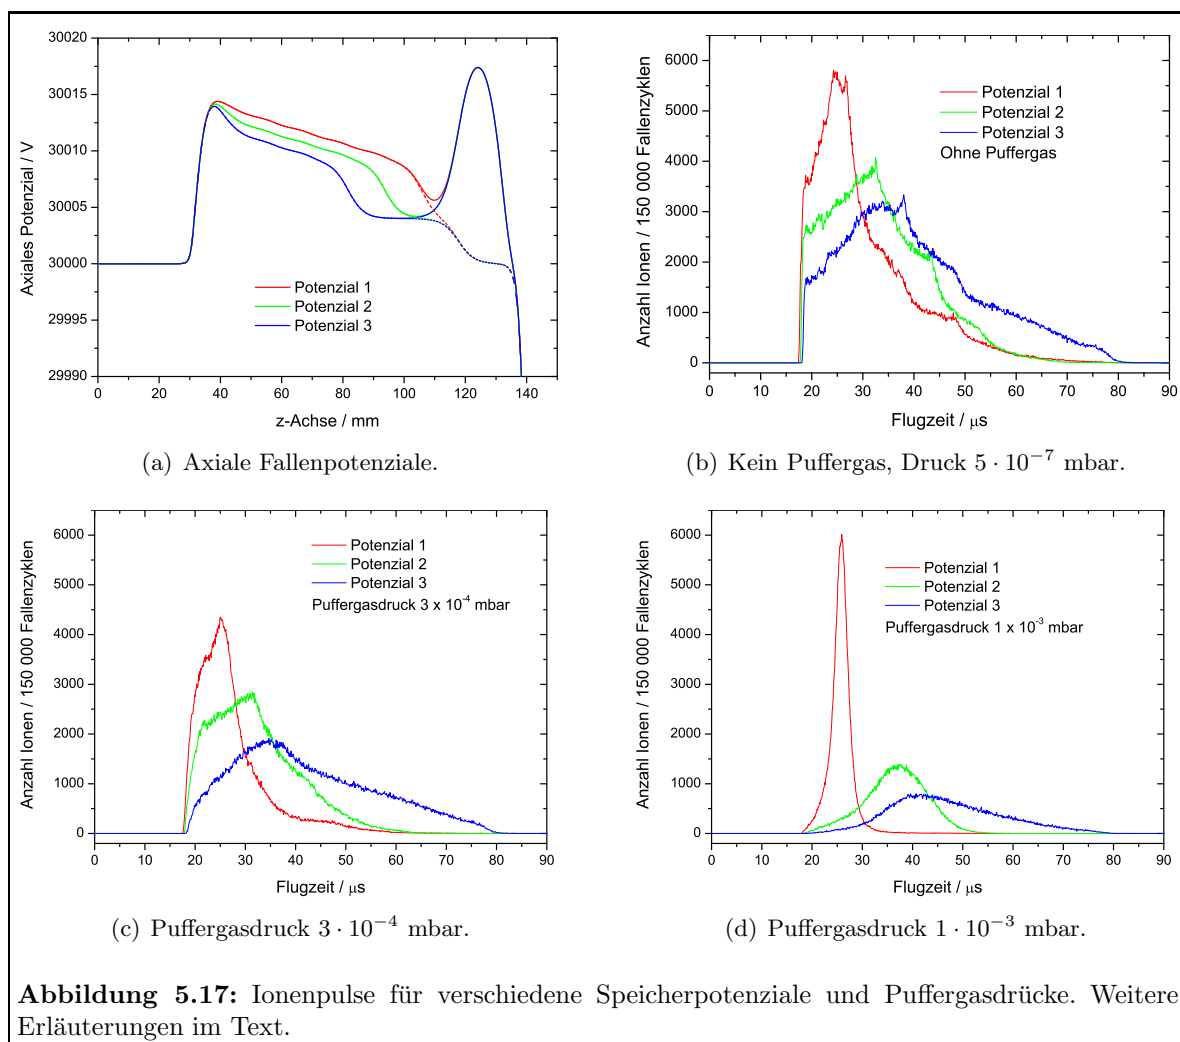 30020
30015
30010
30005
30000
29995
29990
Axiales Potenzial / V
Potenzial 1
Potenzial 2
Potenzial 3
0 20 40 60 80 100 120 140
z-Achse / mm
(a) Axiale Fallenpotenziale.
6000
5000
4000
3000
2000
1000
0
Anzahl Ionen / 150 000 Fallenzyklen
Potenzial 1
Potenzial 2
Potenzial 3
Ohne Puffergas
0 10 20 30 40 50 60 70 80 90
Flugzeit / μs
(b) Kein Puffergas, Druck 5 · 10⁻⁷ mbar.
6000
5000
4000
3000
2000
1000
0
Anzahl Ionen / 150 000 Fallenzyklen
Potenzial 1
Potenzial 2
Potenzial 3
Puffergasdruck 3 x 10⁻⁴ mbar
0 10 20 30 40 50 60 70 80 90
Flugzeit / μs
(c) Puffergasdruck 3 · 10⁻⁴ mbar.
6000
5000
4000
3000
2000
1000
0
Anzahl Ionen / 150 000 Fallenzyklen
Potenzial 1
Potenzial 2
Potenzial 3
Puffergasdruck 1 x 10⁻³ mbar
0 10 20 30 40 50 60 70 80 90
Flugzeit / μs
(d) Puffergasdruck 1 · 10⁻³ mbar.
Abbildung 5.17: Ionenpulse für verschiedene Speicherpotenziale und Puffergasdrücke. Weitere
Erläuterungen im Text.